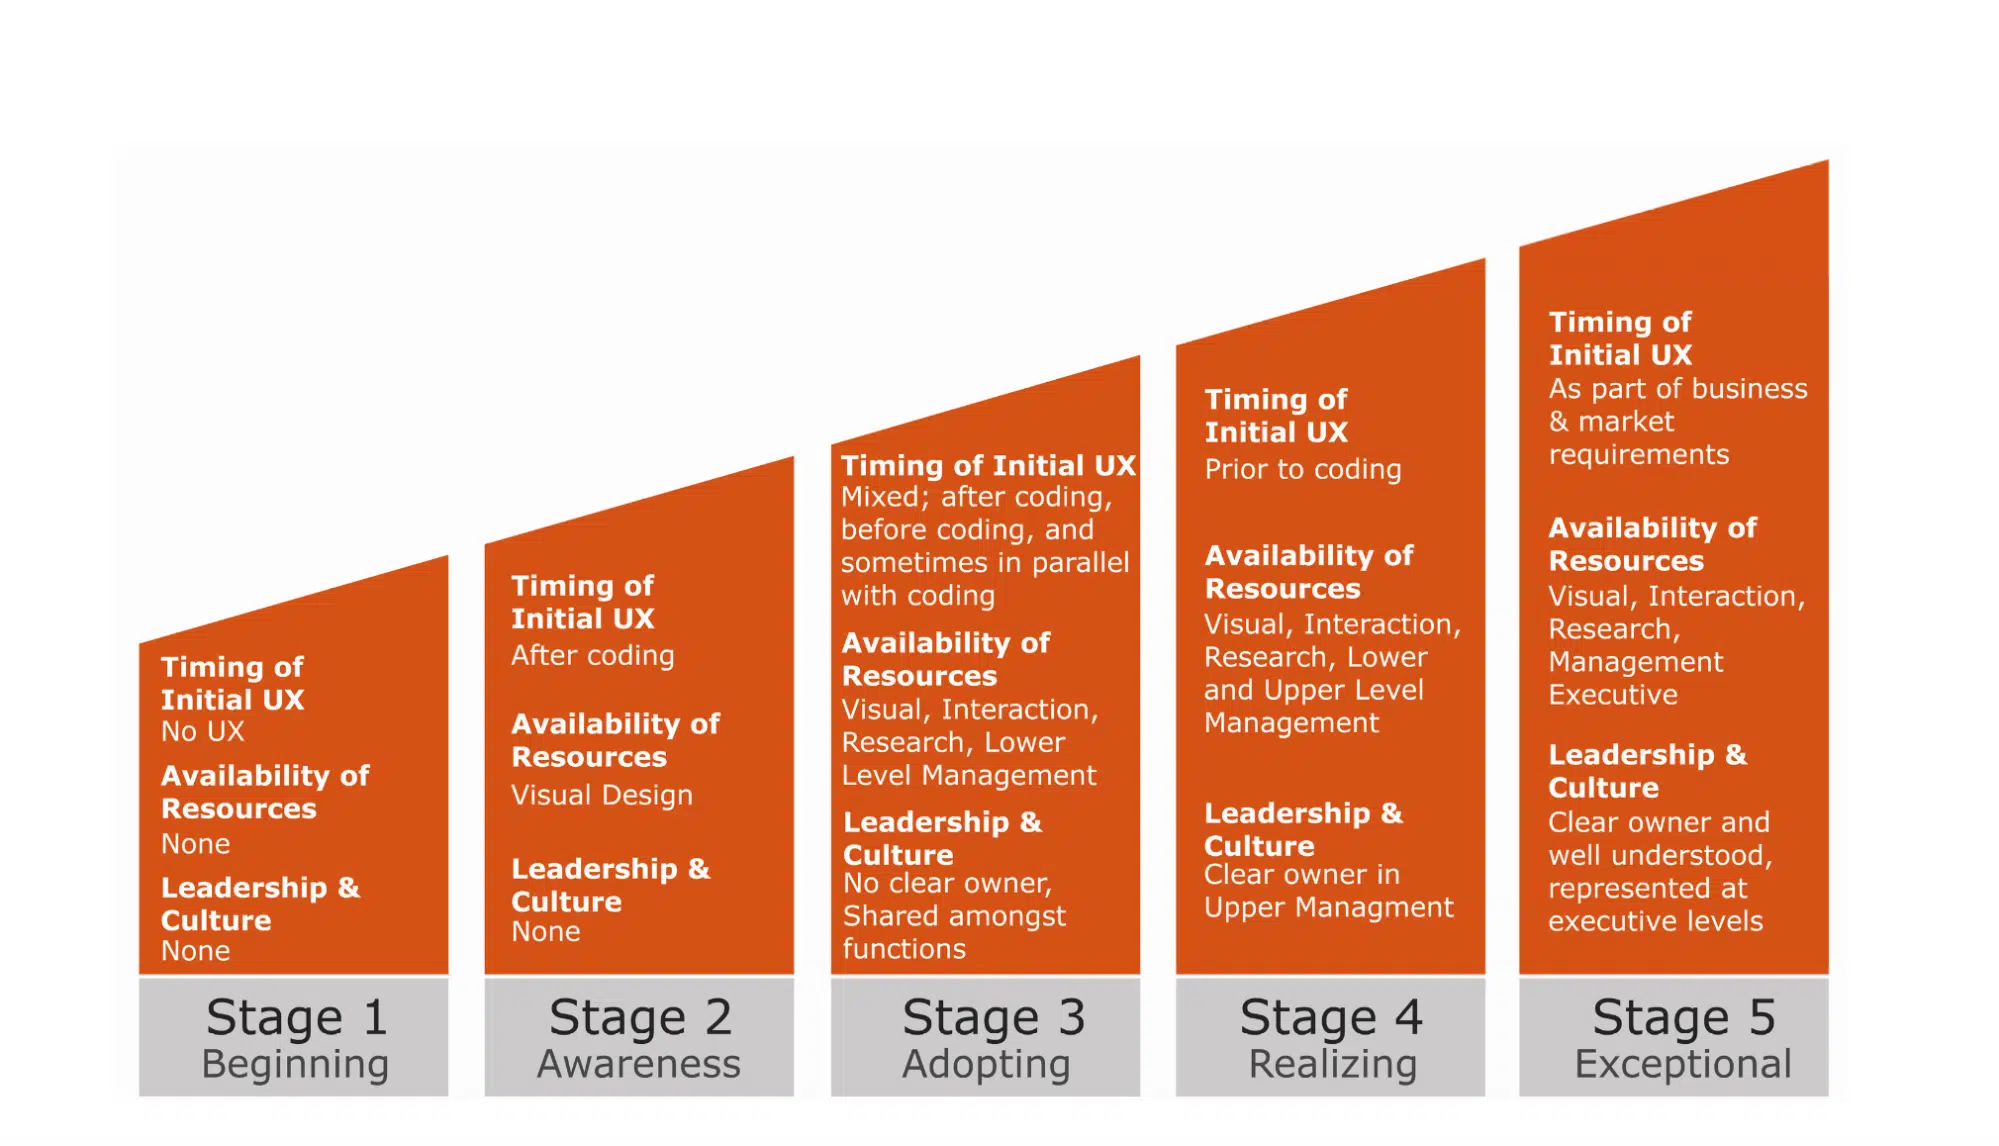 Timing of
Initial UX
No UX
Availability of
Resources
None
Leadership &
Culture
None
Stage 1
Beginning
Timing of
Initial UX
After coding
Availability of
Resources
Visual Design
Leadership &
Culture
None
Stage 2
Awareness
Timing of Initial UX
Mixed; after coding,
before coding, and
sometimes in parallel
with coding
Availability of
Resources
Visual, Interaction,
Research, Lower
Level Management
Leadership &
Culture
No clear owner,
Shared amongst
functions
Stage 3
Adopting
Timing of
Initial UX
Prior to coding
Availability of
Resources
Visual, Interaction,
Research, Lower
and Upper Level
Management
Leadership &
Culture
Clear owner in
Upper Managment
Stage 4
Realizing
Timing of
Initial UX
As part of business
& market
requirements
Availability of
Resources
Visual, Interaction,
Research,
Management
Executive
Leadership &
Culture
Clear owner and
well understood,
represented at
executive levels
Stage 5
Exceptional